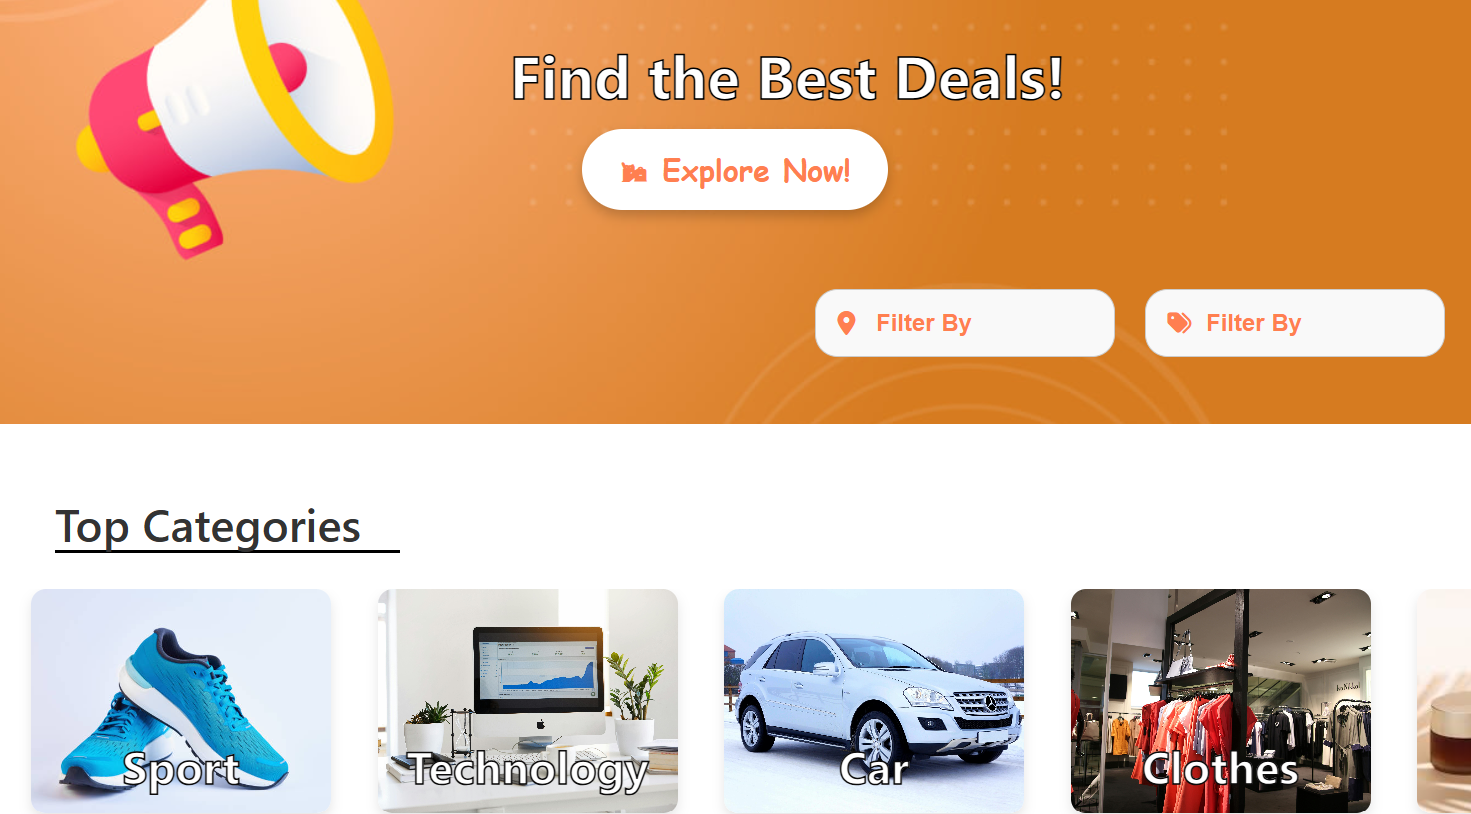 Find the Best Deals!
Explore Now!
Filter By
Filter By
Top Categories
Sport
Technology
Car
Clothes